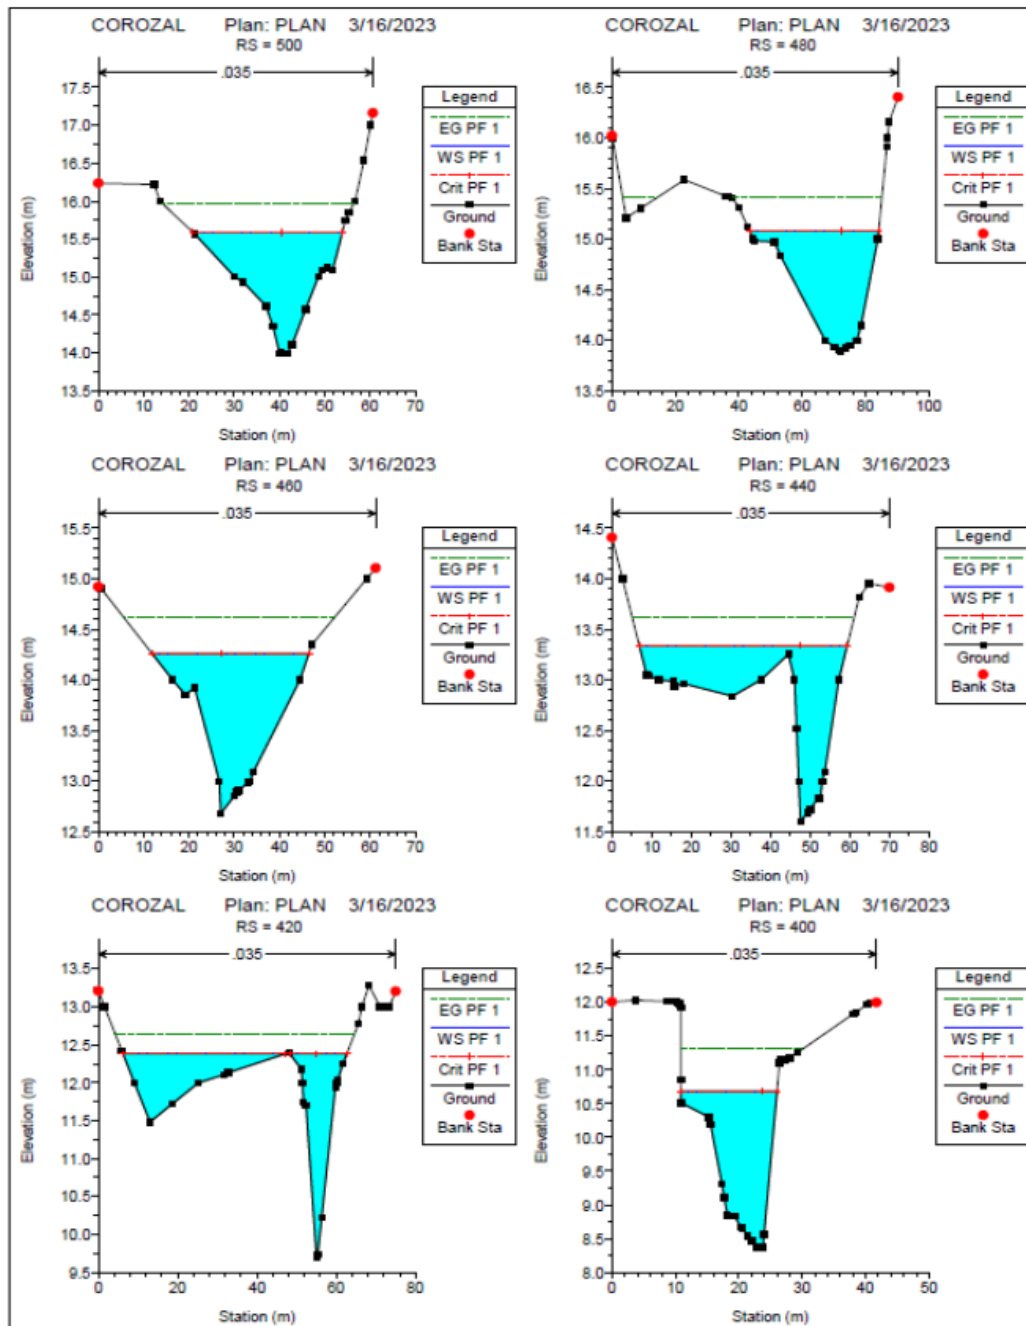 COROZAL Plan: PLAN 3/16/2023
RS = 500
.035
Legend
EG PF 1
WS PF 1
Crit PF 1
Ground
Bank Sta
Elevation (m)
17.5
17.0
16.5
16.0
15.5
15.0
14.5
14.0
13.5
0 10 20 30 40 50 60 70
Station (m)
COROZAL Plan: PLAN 3/16/2023
RS = 480
.035
Legend
EG PF 1
WS PF 1
Crit PF 1
Ground
Bank Sta
Elevation (m)
16.5
16.0
15.5
15.0
14.5
14.0
13.5
0 20 40 60 80 100
Station (m)
COROZAL Plan: PLAN 3/16/2023
RS = 460
.035
Legend
EG PF 1
WS PF 1
Crit PF 1
Ground
Bank Sta
Elevation (m)
15.5
15.0
14.5
14.0
13.5
13.0
12.5
0 10 20 30 40 50 60 70
Station (m)
COROZAL Plan: PLAN 3/16/2023
RS = 440
.035
Legend
EG PF 1
WS PF 1
Crit PF 1
Ground
Bank Sta
Elevation (m)
14.5
14.0
13.5
13.0
12.5
12.0
11.5
0 10 20 30 40 50 60 70 80
Station (m)
COROZAL Plan: PLAN 3/16/2023
RS = 420
.035
Legend
EG PF 1
WS PF 1
Crit PF 1
Ground
Bank Sta
Elevation (m)
13.5
13.0
12.5
12.0
11.5
11.0
10.5
10.0
9.5
0 20 40 60 80
Station (m)
COROZAL Plan: PLAN 3/16/2023
RS = 400
.035
Legend
EG PF 1
WS PF 1
Crit PF 1
Ground
Bank Sta
Elevation (m)
12.5
12.0
11.5
11.0
10.5
10.0
9.5
9.0
8.5
8.0
0 10 20 30 40 50
Station (m)